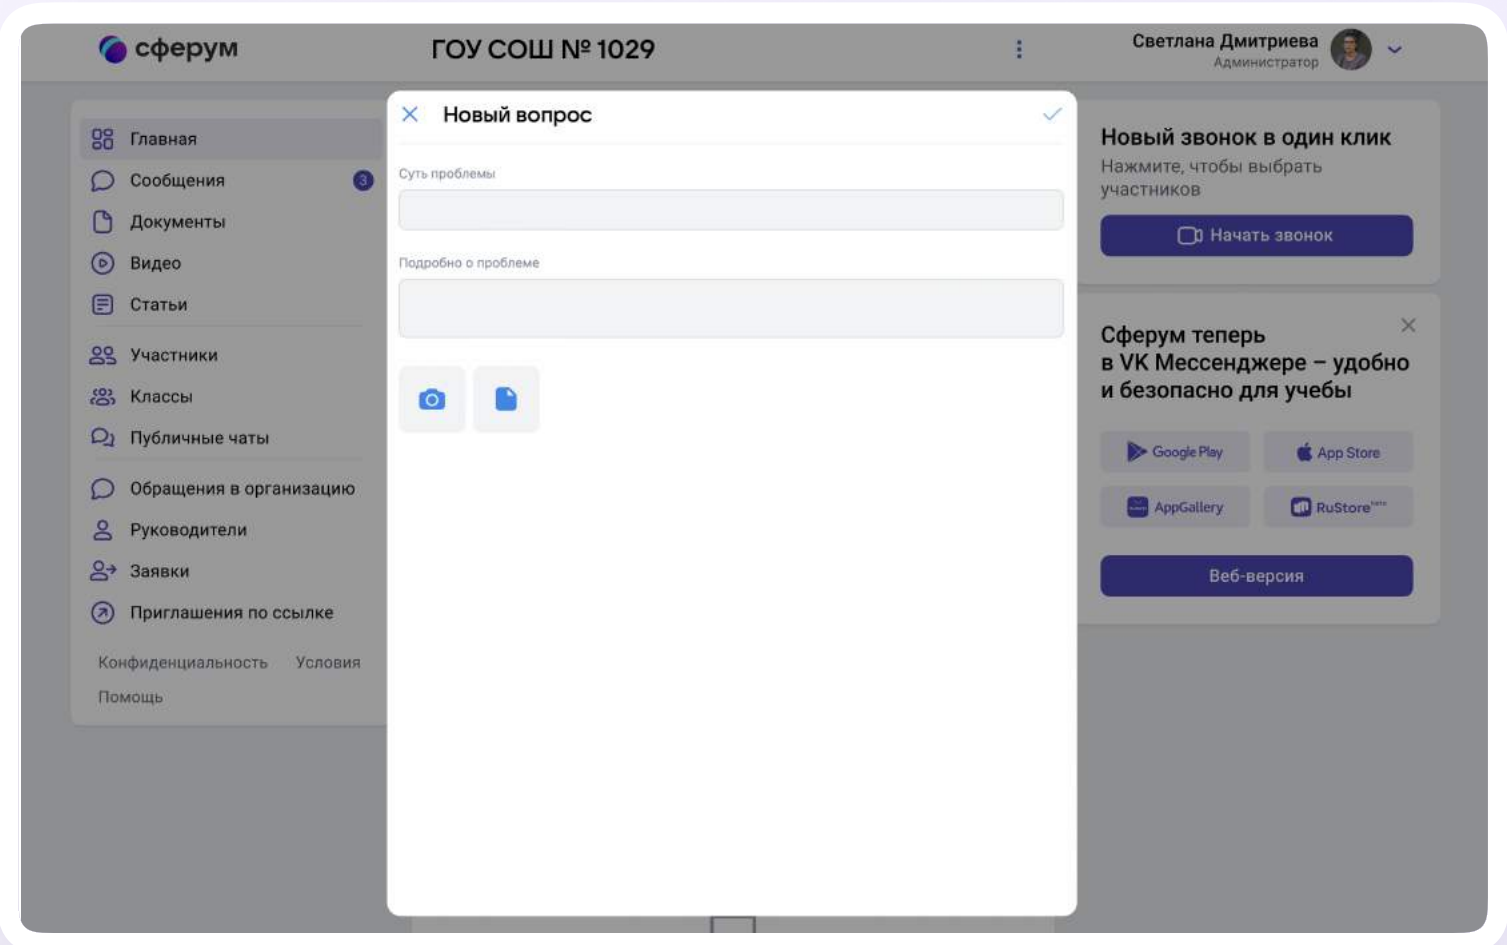 сферум
ГОУ СОШ № 1029
Светлана Дмитриева
Администратор
Главная
Сообщения
3
Документы
Видео
Статьи
Участники
Классы
Публичные чаты
Обращения в организацию
Руководители
Заявки
Приглашения по ссылке
Конфиденциальность Условия
Помощь
Новый вопрос
Суть проблемы
Подробно о проблеме
Новый звонок в один клик
Нажмите, чтобы выбрать
участников
Начать звонок
Сферум теперь
в VK Мессенджере – удобно
и безопасно для учебы
Google Play
App Store
AppGallery
RuStore
Веб-версия